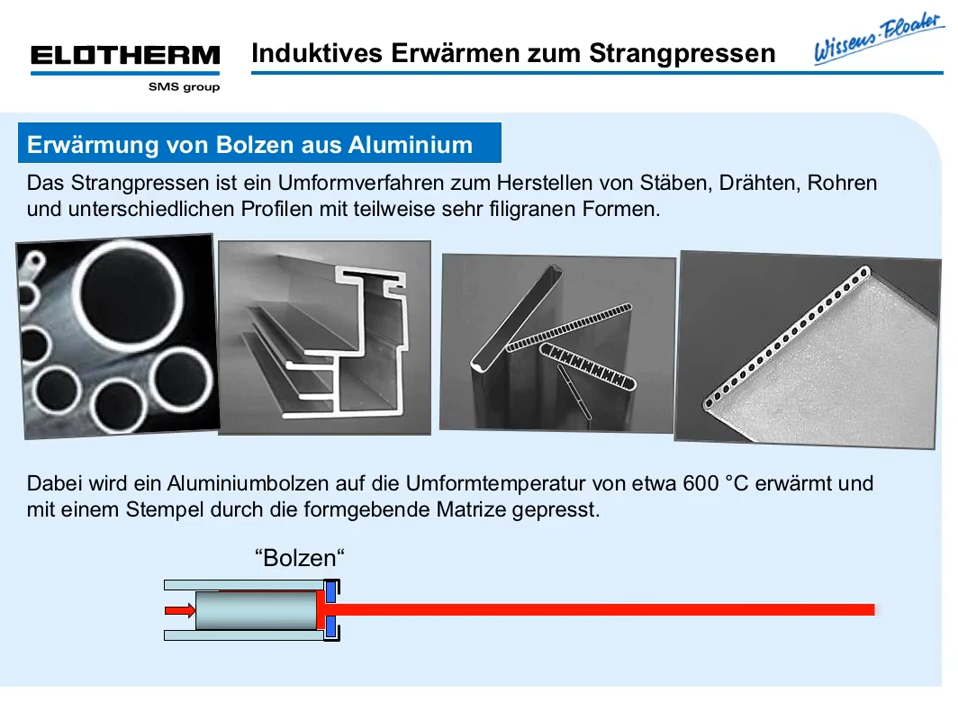 ELOTHERM
SMS group
Induktives Erwärmen zum Strangpressen
Wissens-Floater
Erwärmung von Bolzen aus Aluminium
Das Strangpressen ist ein Umformverfahren zum Herstellen von Stäben, Drähten, Rohren
und unterschiedlichen Profilen mit teilweise sehr filigranen Formen.
Dabei wird ein Aluminiumbolzen auf die Umformtemperatur von etwa 600 °C erwärmt und
mit einem Stempel durch die formgebende Matrize gepresst.
“Bolzen“